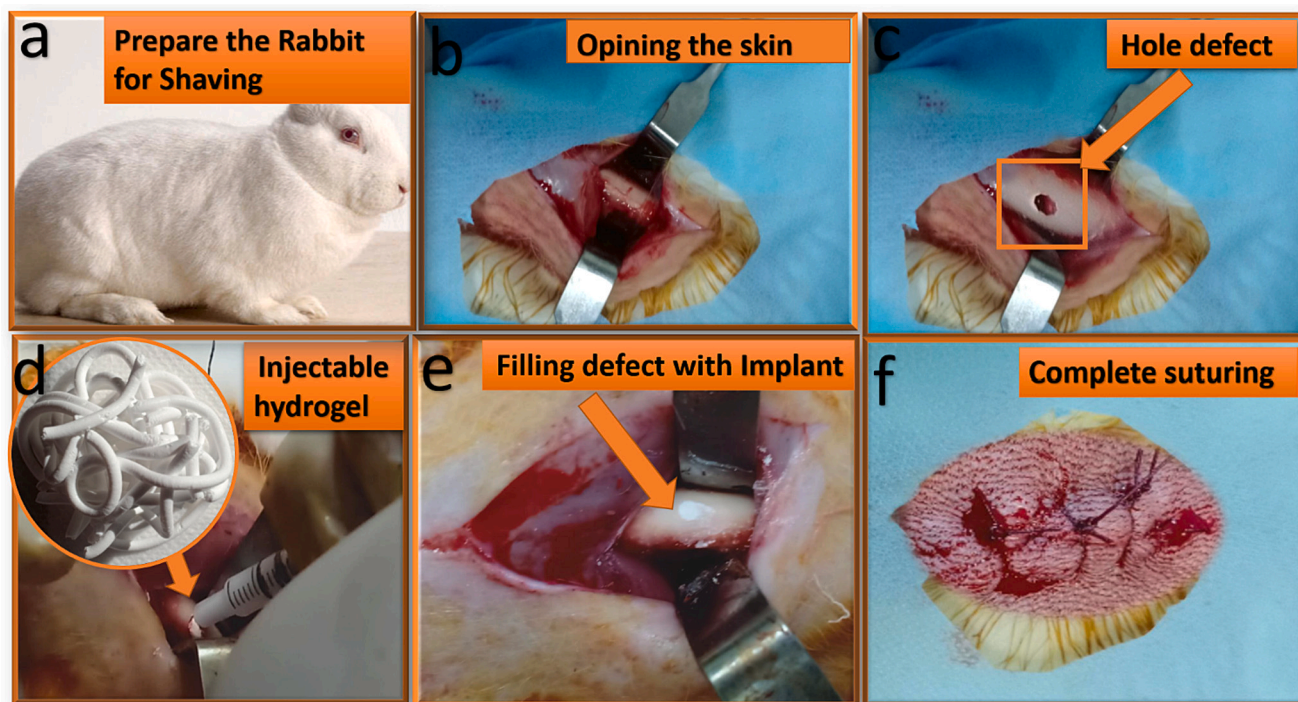 a
Prepare the Rabbit
for Shaving
b
Opining the skin
c
Hole defect
d
Injectable
hydrogel
e
Filling defect with Implant
f
Complete suturing